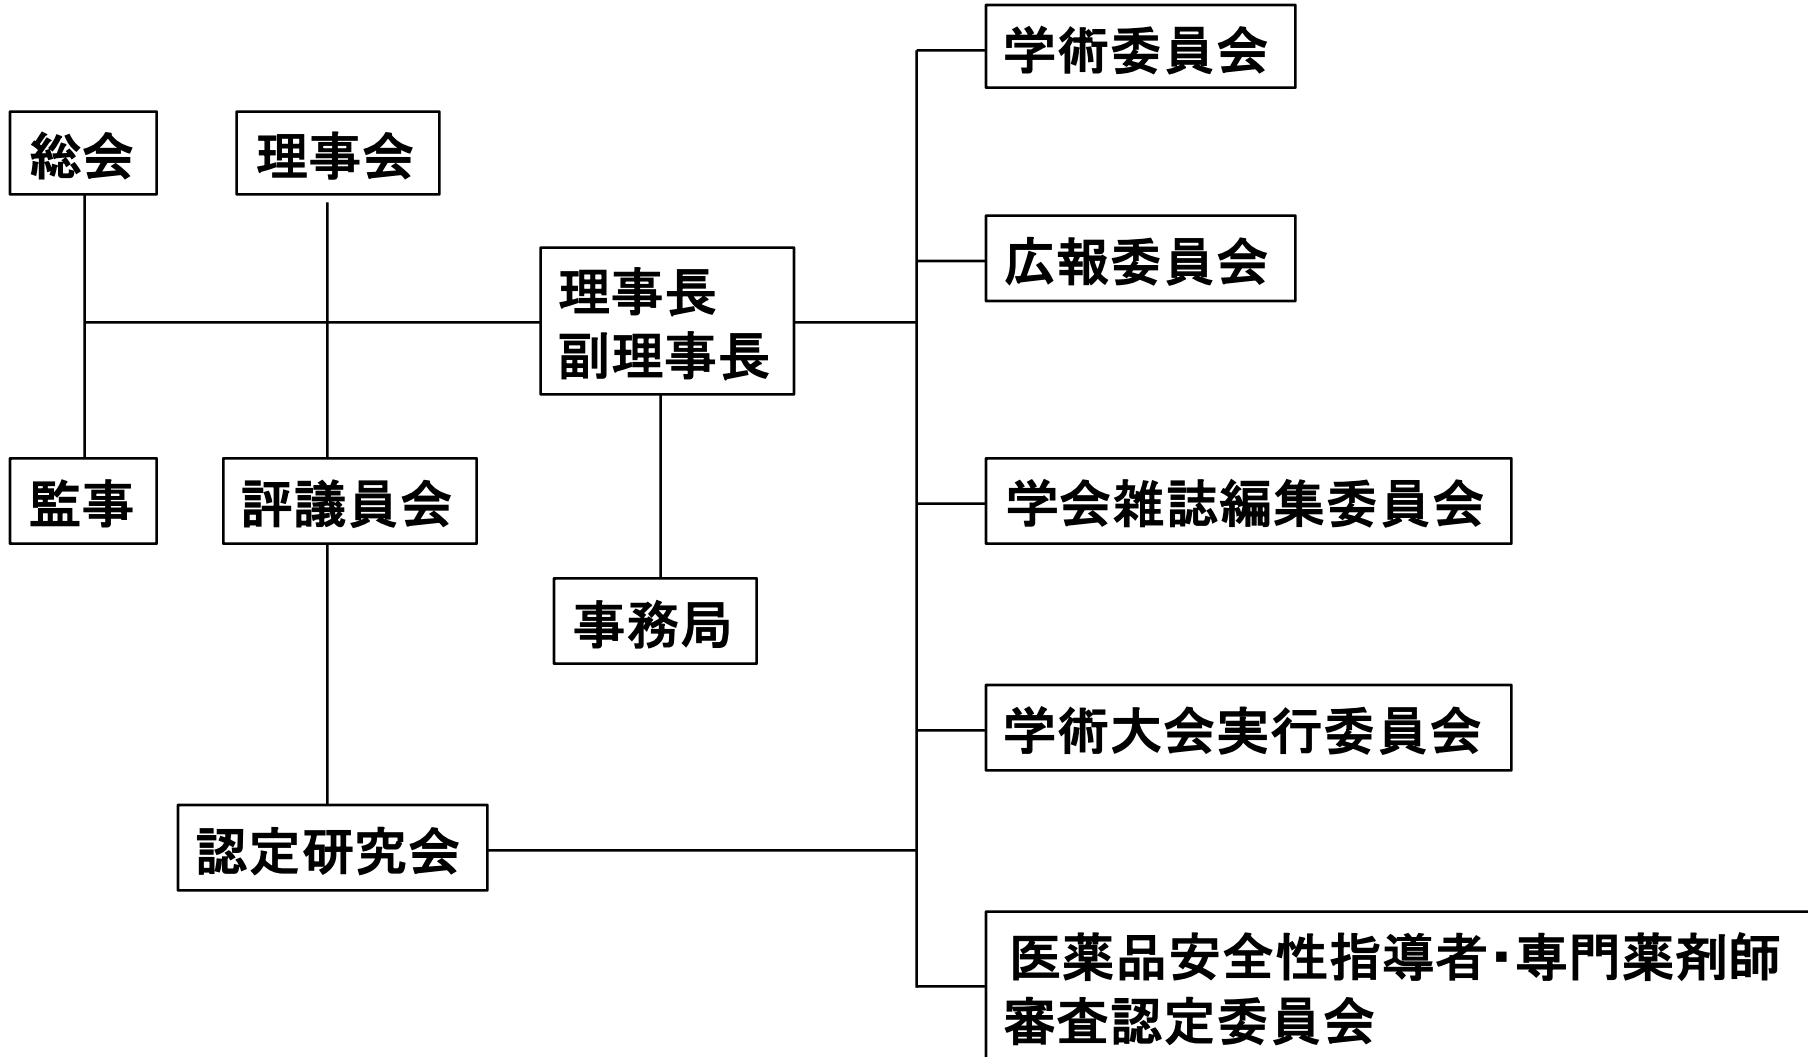 学術委員会
総会
理事会
広報委員会
理事長
副理事長
監事
評議員会
学会雑誌編集委員会
事務局
学術大会実行委員会
認定研究会
医薬品安全性指導者・専門薬剤師
審査認定委員会